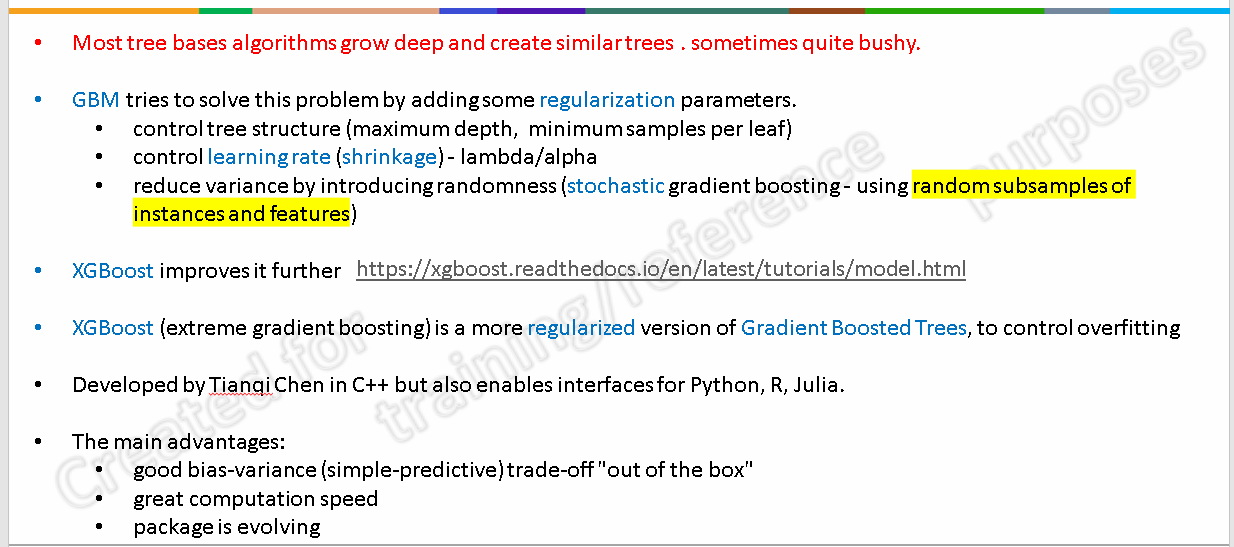 • Most tree bases algorithms grow deep and create similar trees . sometimes quite bushy.
• GBM tries to solve this problem by adding some regularization parameters.
• control tree structure (maximum depth, minimum samples per leaf)
• control learning rate (shrinkage) - lambda/alpha
• reduce variance by introducing randomness (stochastic gradient boosting - using random subsamples of
instances and features)
• XGBoost improves it further https://xgboost.readthedocs.io/en/latest/tutorials/model.html
• XGBoost (extreme gradient boosting) is a more regularized version of Gradient Boosted Trees, to control overfitting
• Developed by Tianqi Chen in C++ but also enables interfaces for Python, R, Julia.
• The main advantages:
• good bias-variance (simple-predictive) trade-off "out of the box"
• great computation speed
• package is evolving
Created for
training/reference
purposes